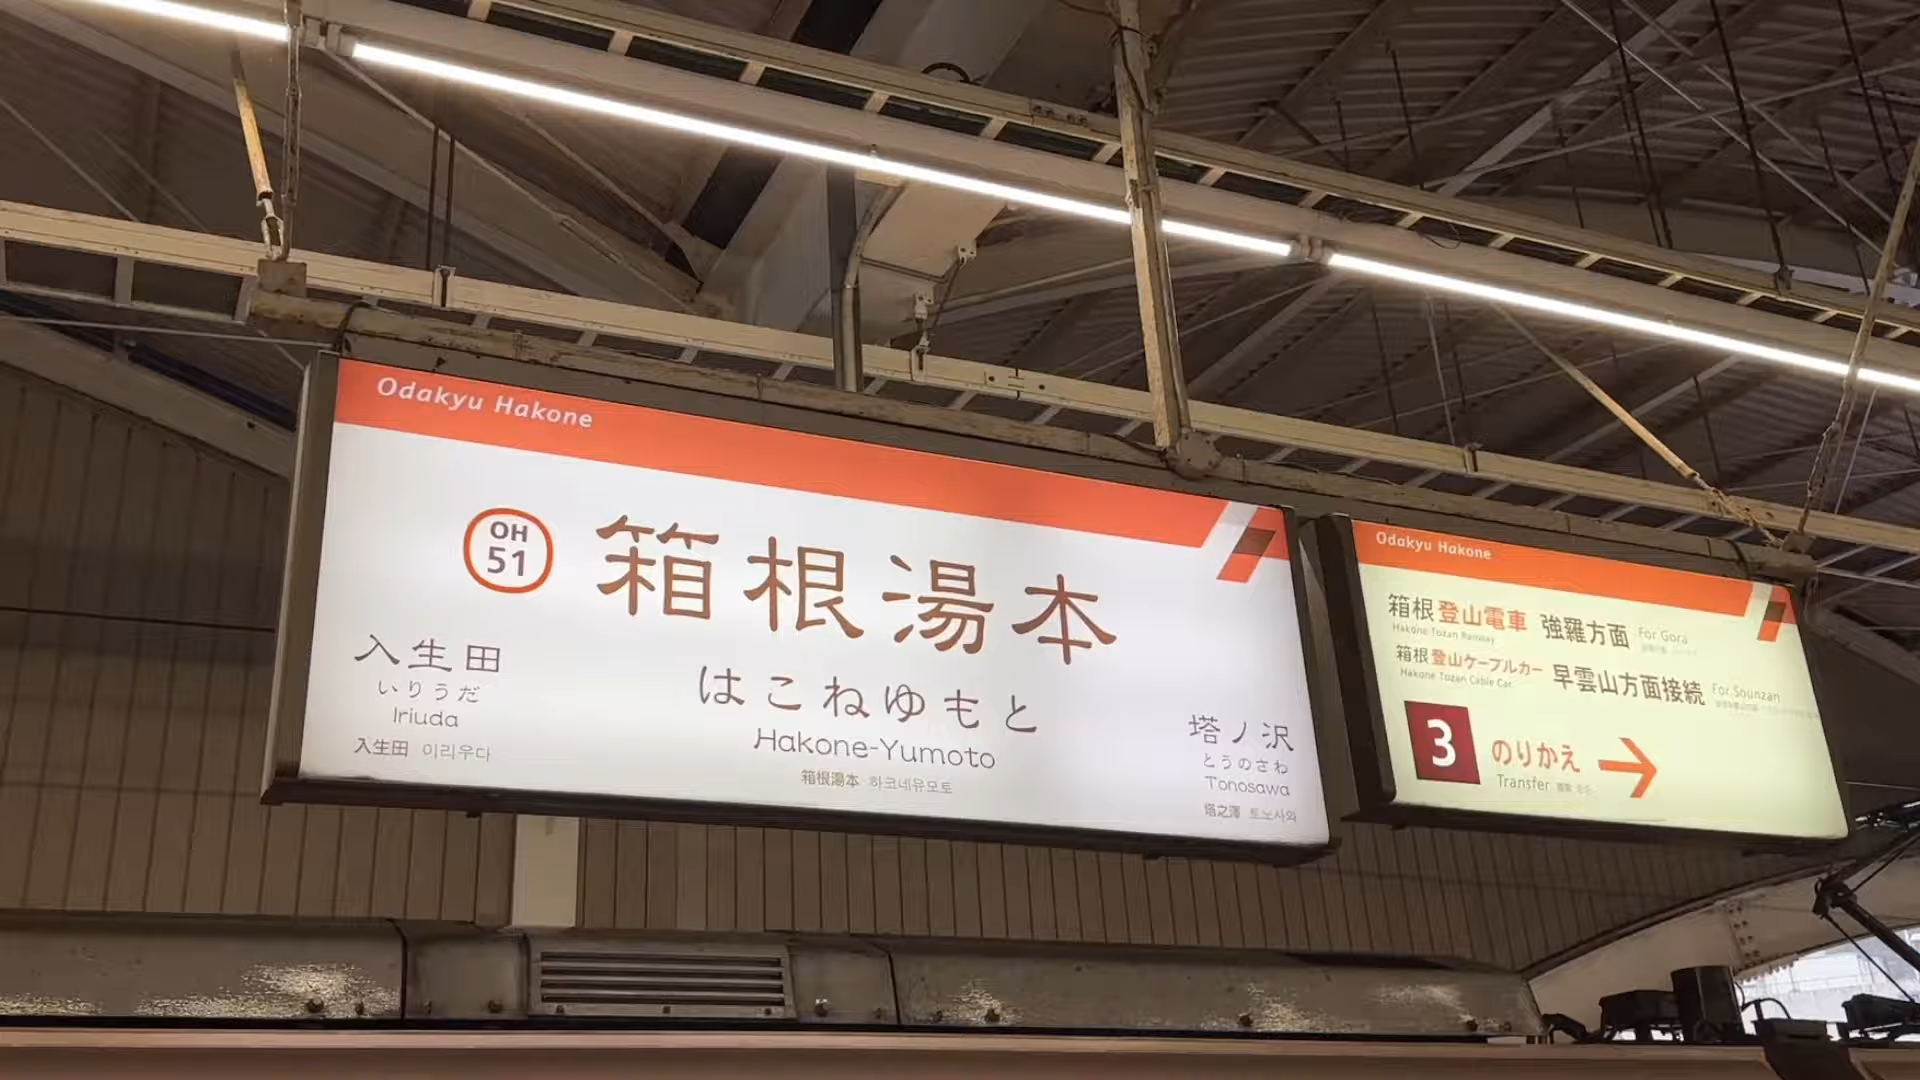 Odakyu Hakone
OH
51
箱根湯本
はこねゆもと
Hakone-Yumoto
箱根湯本 하코네유모토
入生田
いりうだ
Iriuda
入生田 이리우다
塔ノ沢
とうのさわ
Tonosawa
塔之澤 토노사와
Odakyu Hakone
箱根登山電車 強羅方面 For Gora
Hakone Tozan Railway
箱根登山ケーブルカー 早雲山方面接続 For Sounzan
Hakone Tozan Cable Car
3 のりかえ
Transfer